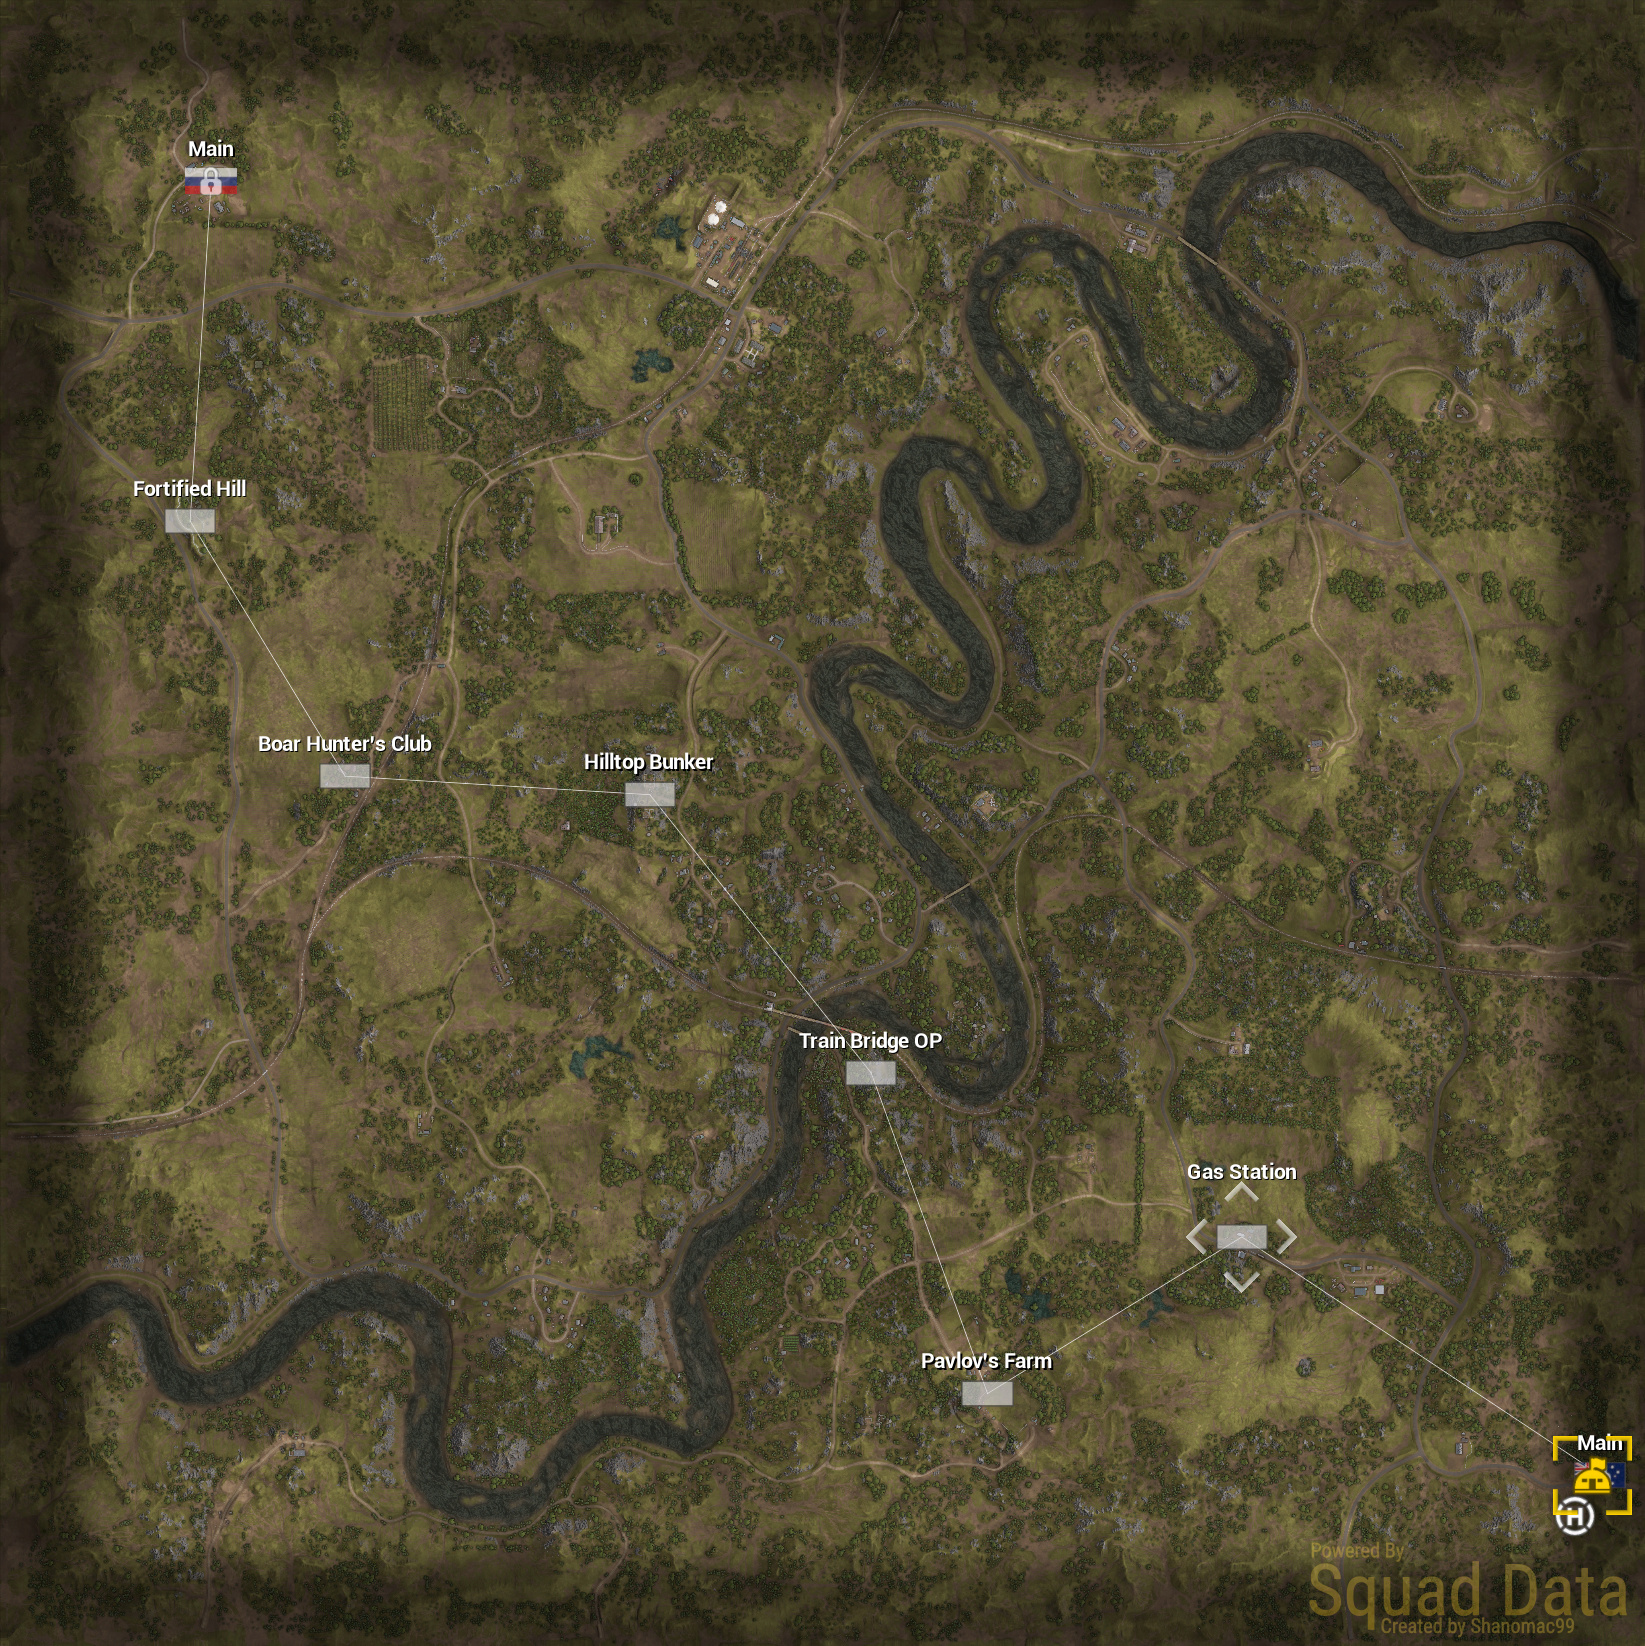 Main
Fortified Hill
Boar Hunter's Club
Hilltop Bunker
Train Bridge OP
Gas Station
Pavlov's Farm
Main
H
Powered By
Squad Data
Created by Shanomac99